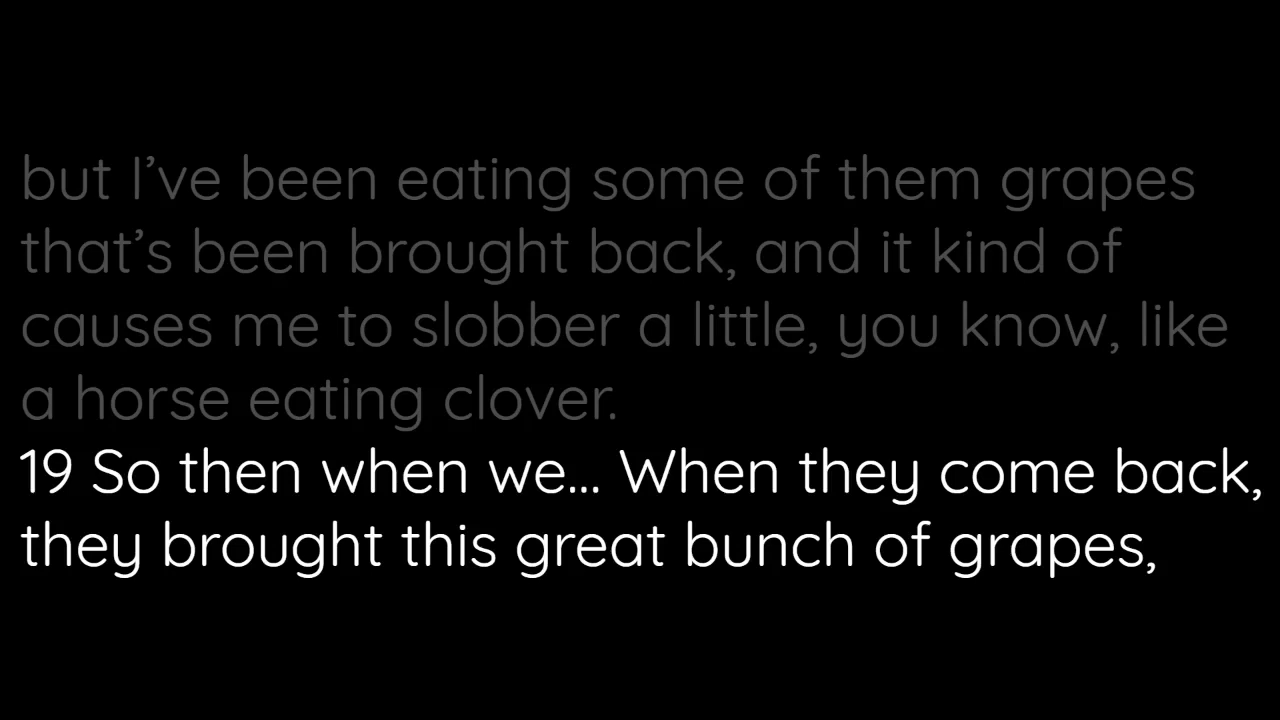 but I’ve been eating some of them grapes
that’s been brought back, and it kind of
causes me to slobber a little, you know, like
a horse eating clover.
19 So then when we... When they come back,
they brought this great bunch of grapes,